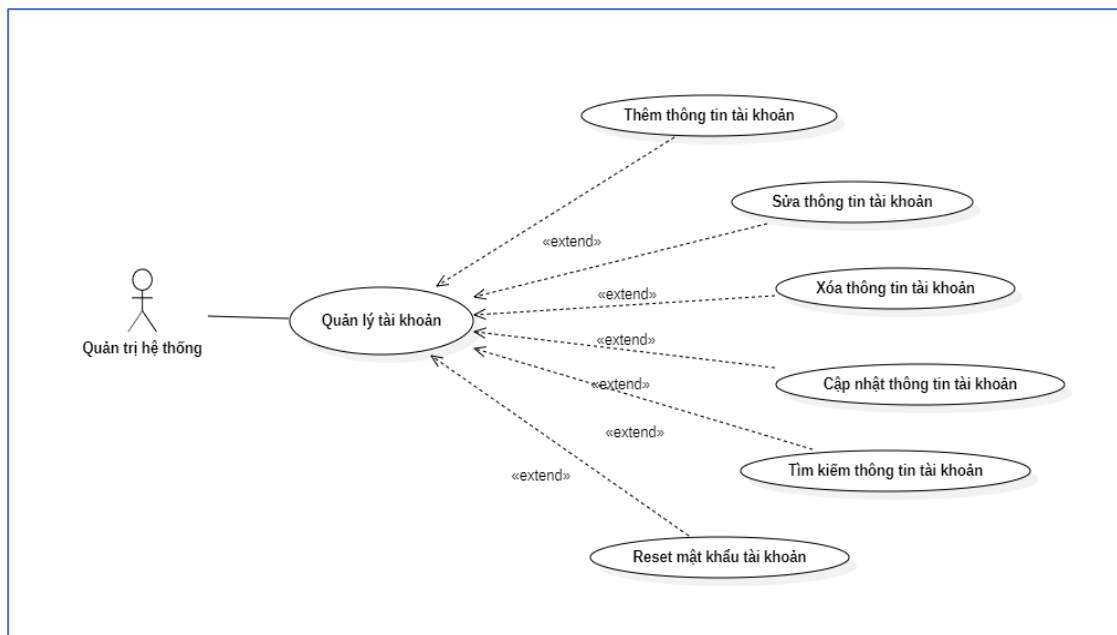 Thêm thông tin tài khoản
Sửa thông tin tài khoản
«extend»
Xóa thông tin tài khoản
«extend»
Quản lý tài khoản
Quản trị hệ thống
«extend»
Cập nhật thông tin tài khoản
«extend»
«extend»
Tìm kiếm thông tin tài khoản
«extend»
Reset mật khẩu tài khoản